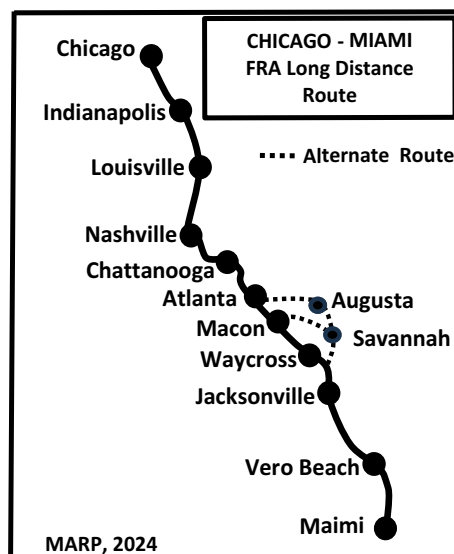 CHICAGO - MIAMI
FRA Long Distance
Route
Alternate Route
Chicago
Indianapolis
Louisville
Nashville
Chattanooga
Atlanta
Augusta
Macon
Savannah
Waycross
Jacksonville
Vero Beach
Maimi
MARP, 2024